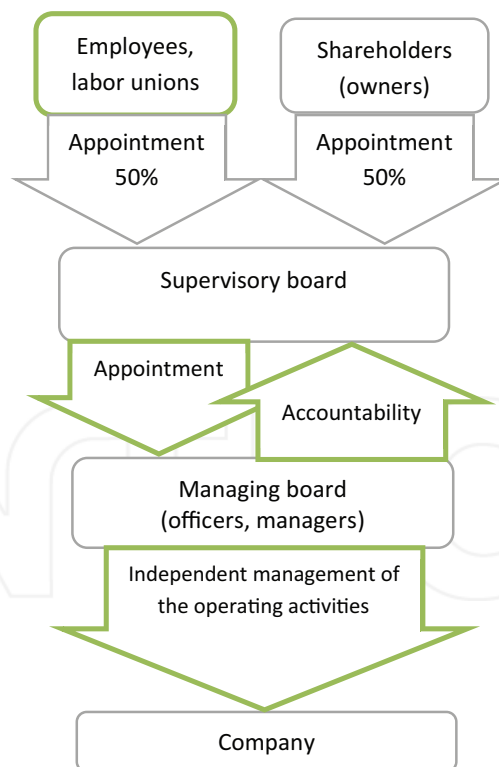 Employees,
labor unions
Shareholders
(owners)
Appointment
50%
Appointment
50%
Supervisory board
Appointment
Accountability
Managing board
(officers, managers)
Independent management of
the operating activities
Company